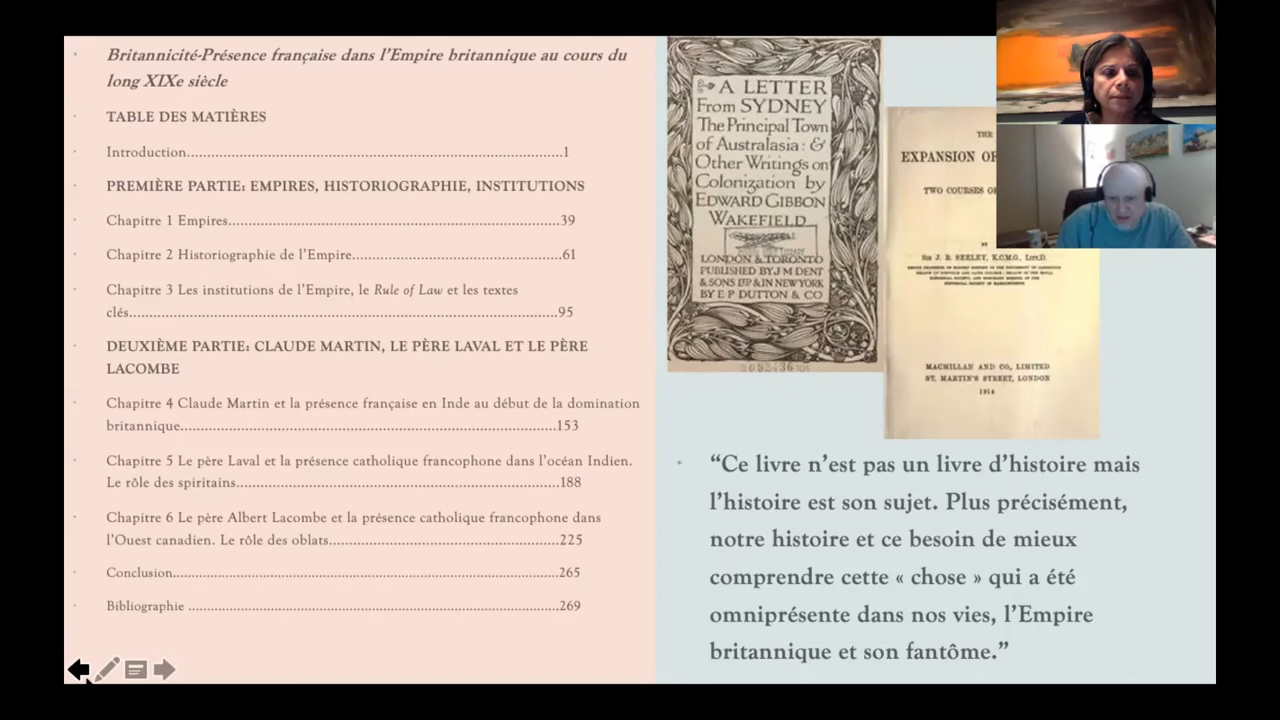 Britannicité-Présence française dans l'Empire britannique au cours du
long XIXe siècle
TABLE DES MATIÈRES
Introduction....................................................................................................1
PREMIÈRE PARTIE: EMPIRES, HISTORIOGRAPHIE, INSTITUTIONS
Chapitre 1 Empires........................................................................................39
Chapitre 2 Historiographie de l'Empire.......................................................61
Chapitre 3 Les institutions de l'Empire, le Rule of Law et les textes
clés..................................................................................................................95
DEUXIÈME PARTIE: CLAUDE MARTIN, LE PÈRE LAVAL ET LE PÈRE
LACOMBE
Chapitre 4 Claude Martin et la présence française en Inde au début de la domination
britannique....................................................................................................153
Chapitre 5 Le père Laval et la présence catholique francophone dans l'océan Indien.
Le rôle des spiritains......................................................................................188
Chapitre 6 Le père Albert Lacombe et la présence catholique francophone dans
l'Ouest canadien. Le rôle des oblats..............................................................225
Conclusion.....................................................................................................265
Bibliographie .................................................................................................269
A LETTER
From SYDNEY
The Principal Town
of Australasia: &
Other Writings on
Colonization by
EDWARD GIBBON
WAKEFIELD
LONDON & TORONTO
PUBLISHED BY J M DENT
& SONS LTD & IN NEW YORK
BY E P DUTTON & CO
THE
EXPANSION OF
TWO COURSES OF
BY
Sir J. R. SEELEY, K.C.M.G., Litt.D.
MACMILLAN AND CO., LIMITED
ST. MARTIN'S STREET, LONDON
1914
“Ce livre n'est pas un livre d'histoire mais
l'histoire est son sujet. Plus précisément,
notre histoire et ce besoin de mieux
comprendre cette « chose » qui a été
omniprésente dans nos vies, l'Empire
britannique et son fantôme.”